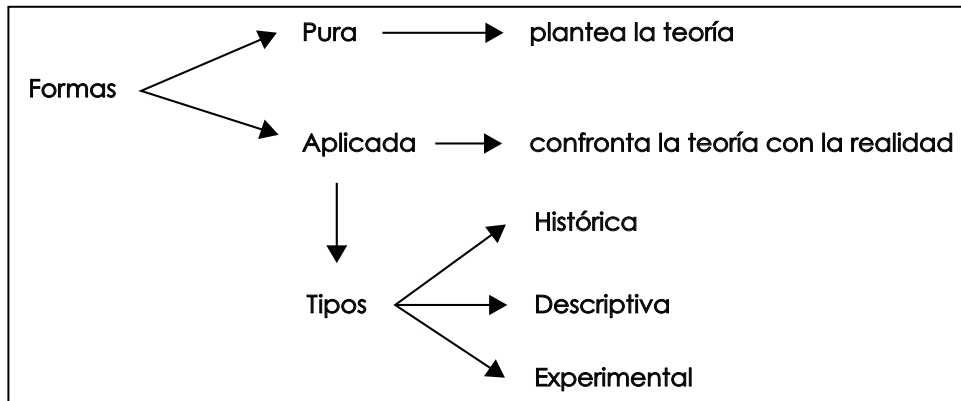 Pura
plantea la teoría
Formas
Aplicada
confronta la teoría con la realidad
Histórica
Tipos
Descriptiva
Experimental